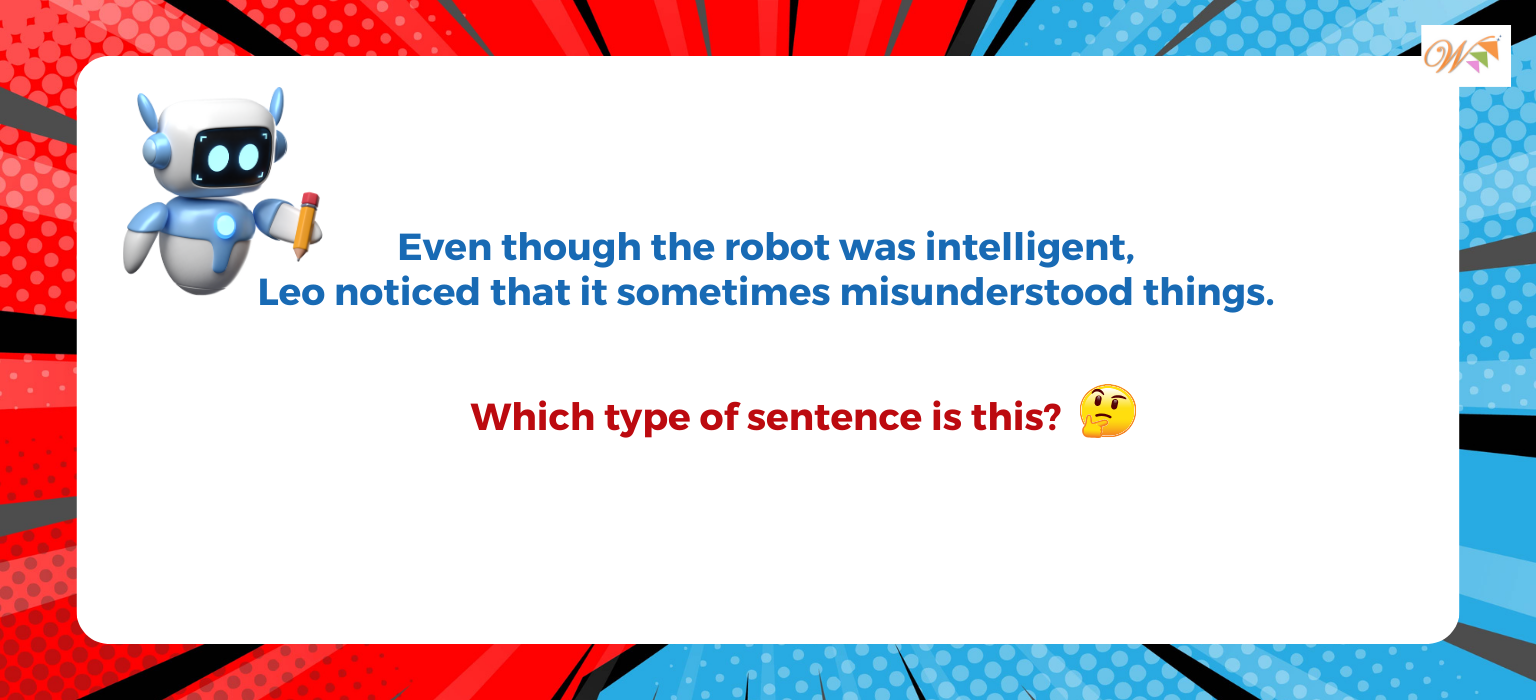 W
Even though the robot was intelligent,
Leo noticed that it sometimes misunderstood things.
Which type of sentence is this? 🤔